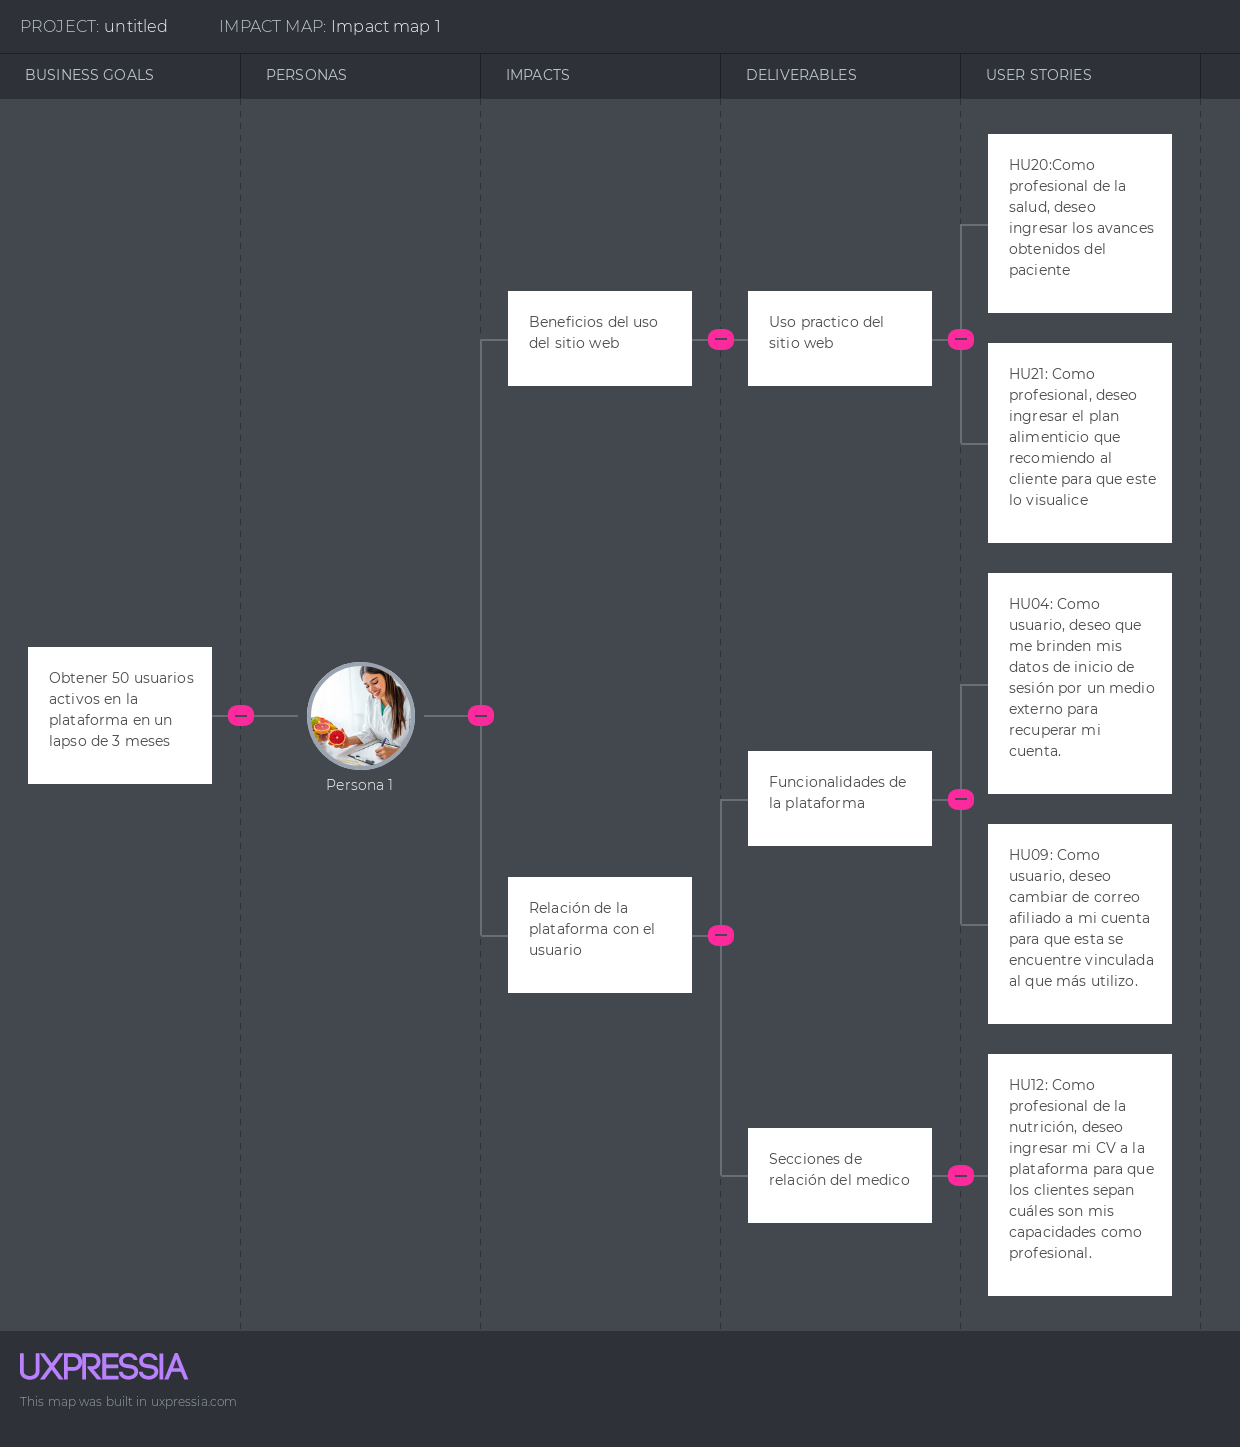 PROJECT: untitled
IMPACT MAP: Impact map 1
BUSINESS GOALS
PERSONAS
IMPACTS
DELIVERABLES
USER STORIES
Obtener 50 usuarios
activos en la
plataforma en un
lapso de 3 meses
Persona 1
Beneficios del uso
del sitio web
Uso practico del
sitio web
HU20:Como
profesional de la
salud, deseo
ingresar los avances
obtenidos del
paciente
HU21: Como
profesional, deseo
ingresar el plan
alimenticio que
recomiendo al
cliente para que este
lo visualice
Relación de la
plataforma con el
usuario
Funcionalidades de
la plataforma
HU04: Como
usuario, deseo que
me brinden mis
datos de inicio de
sesión por un medio
externo para
recuperar mi
cuenta.
HU09: Como
usuario, deseo
cambiar de correo
afiliado a mi cuenta
para que esta se
encuentre vinculada
al que más utilizo.
Secciones de
relación del medico
HU12: Como
profesional de la
nutrición, deseo
ingresar mi CV a la
plataforma para que
los clientes sepan
cuáles son mis
capacidades como
profesional.
UXPRESSIA
This map was built in uxpressia.com